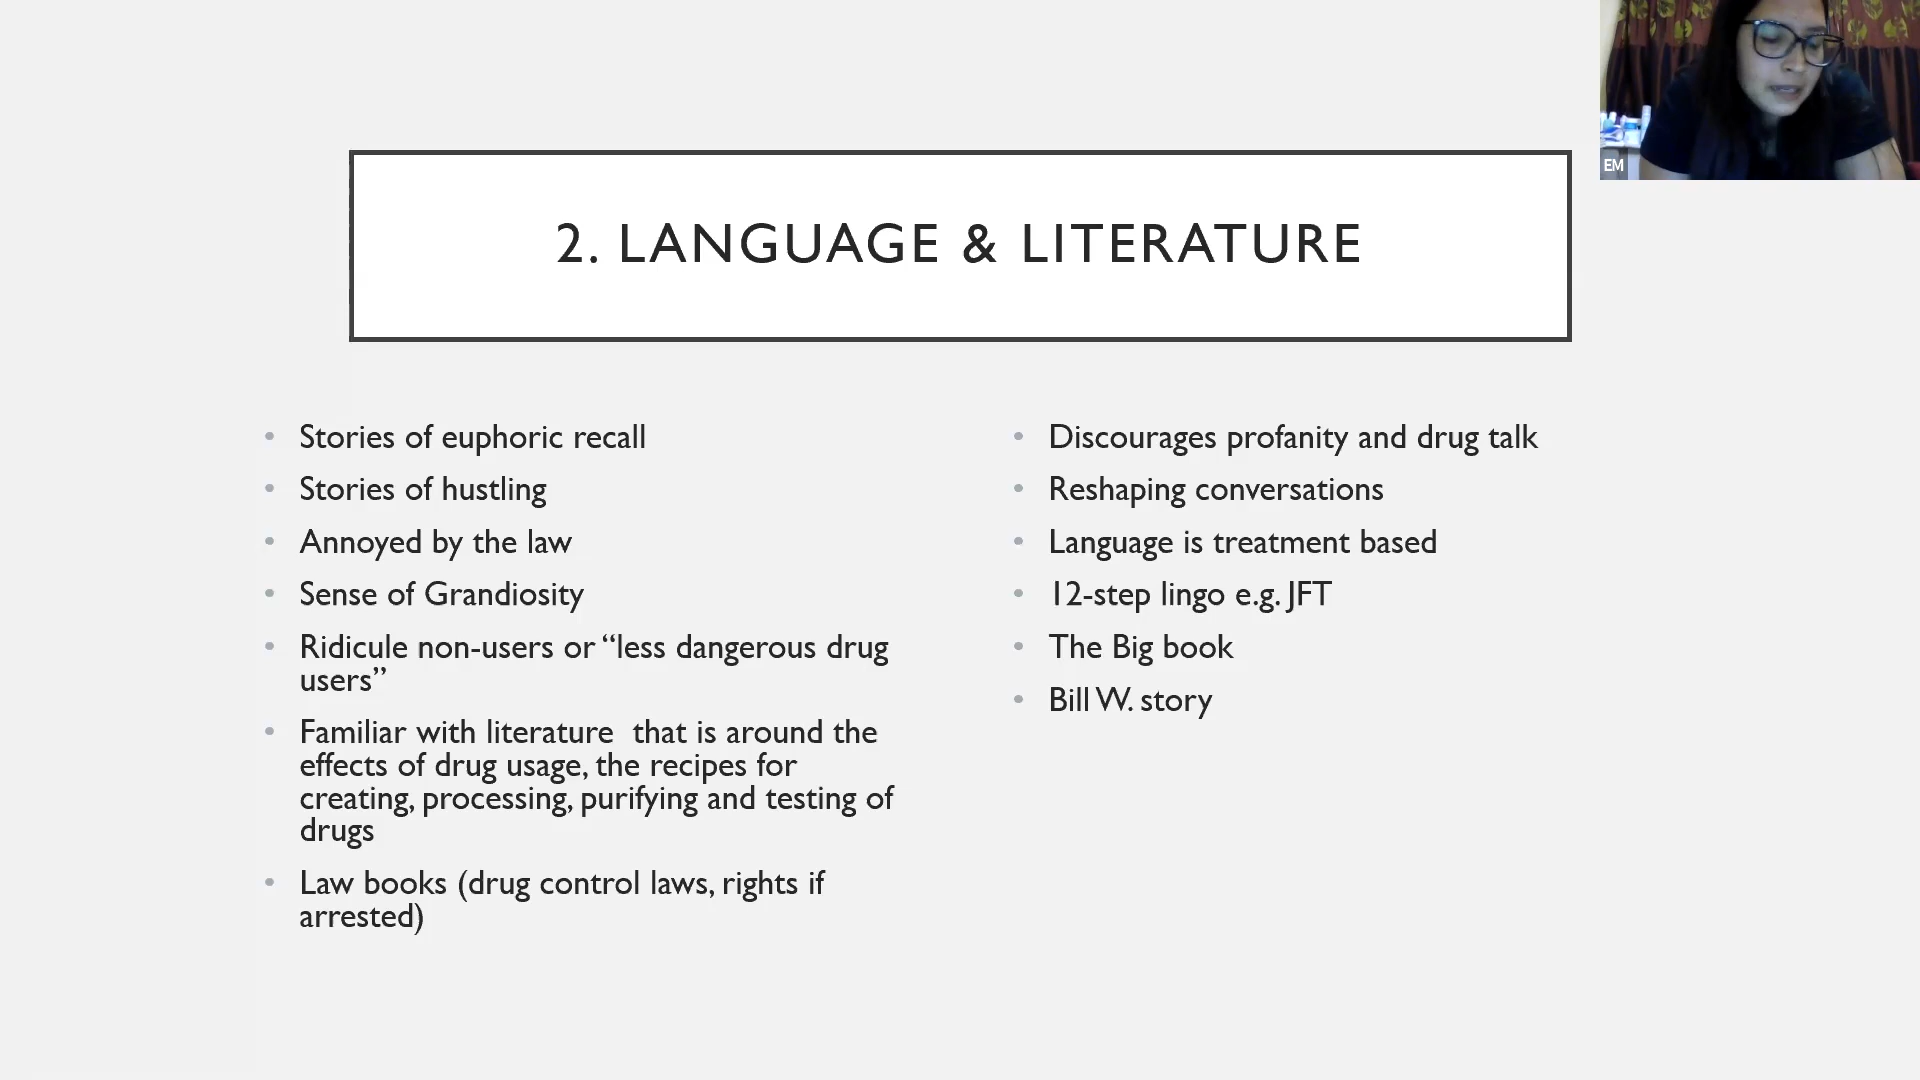 EM
2. LANGUAGE & LITERATURE
• Stories of euphoric recall
• Stories of hustling
• Annoyed by the law
• Sense of Grandiosity
• Ridicule non-users or “less dangerous drug
users”
• Familiar with literature  that is around the
effects of drug usage, the recipes for
creating, processing, purifying and testing of
drugs
• Law books (drug control laws, rights if
arrested)
• Discourages profanity and drug talk
• Reshaping conversations
• Language is treatment based
• 12-step lingo e.g. JFT
• The Big book
• Bill W. story